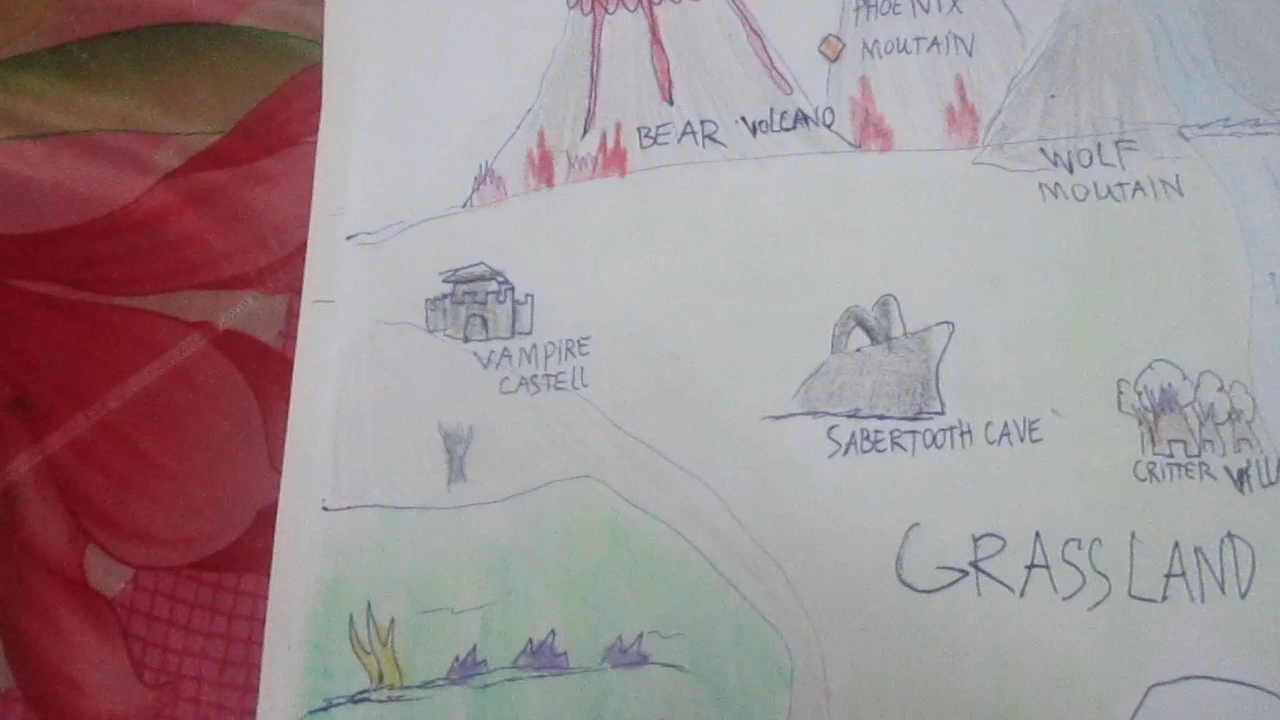 PHOENIX
MOUTAIN
BEAR VOLCANO
WOLF
MOUTAIN
VAMPIRE
CASTELL
SABERTOOTH CAVE
CRITTER
GRASSLAND